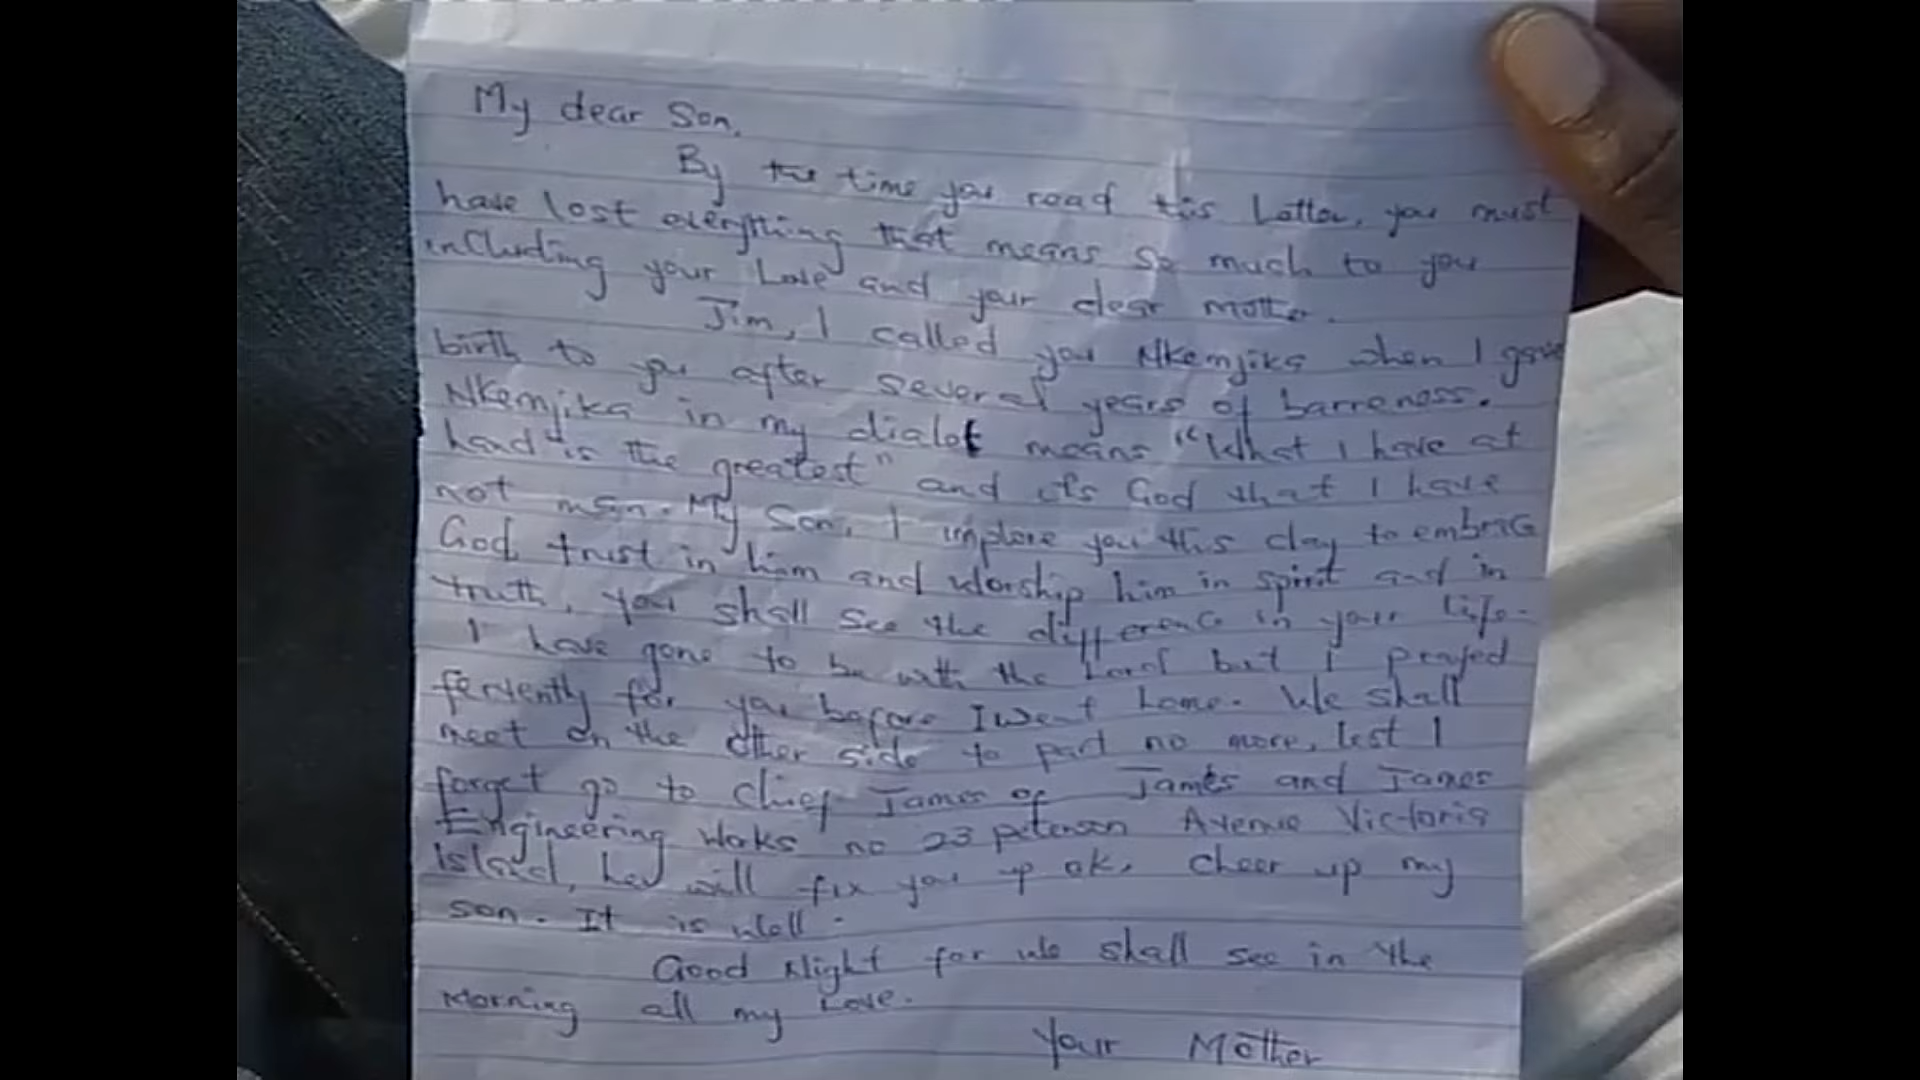 My dear Son,
By the time you read this Letter, you must
have lost everything that means so much to you
including your Love and your dear mother.
Jim, I called you Nkemjika when I gave
birth to you after several years of barreness.
Nkemjika in my dialet means "What I have at
hand is the greatest" and its God that I have
not man. My Son, I implore you this day to embrace
God, trust in him and worship him in spirit and in
truth, you shall see the difference in your life.
I have gone to be with the Lord but I prayed
fervently for you before I went home. We shall
meet on the other side to part no more, lest I
forget go to Chief James of James and James
Engineering Works no 23 peterson Avenue Victoria
Island, he will fix you up ok. Cheer up my
son. It is well.
Good Night for we shall see in the
Morning all my Love.
Your Mother